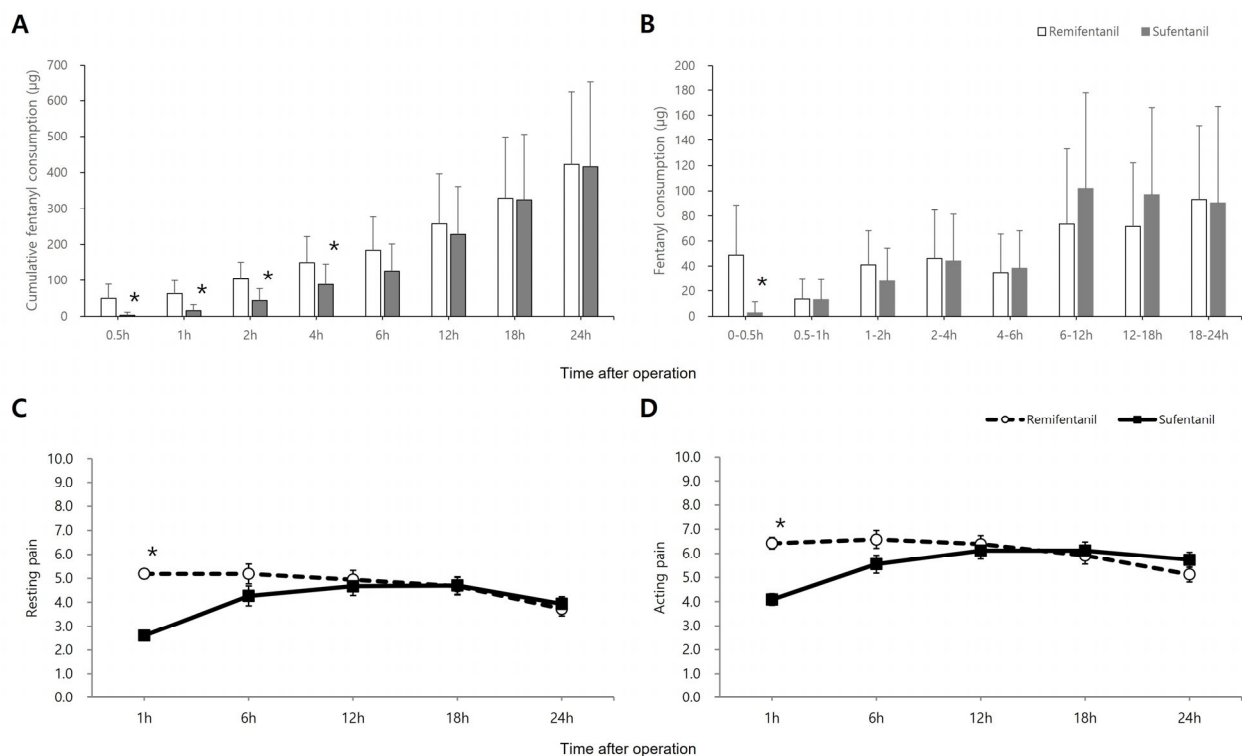 A
B
Remifentanil Sufentanil
Cumulative fentanyl consumption (µg)
700
600
500
400
300
200
100
0
* * * *
0.5h 1h 2h 4h 6h 12h 18h 24h
Fentanyl consumption (µg)
200
180
160
140
120
100
80
60
40
20
0
*
0-0.5h 0.5-1h 1-2h 2-4h 4-6h 6-12h 12-18h 18-24h
Time after operation
C
D
Remifentanil Sufentanil
Resting pain
10.0
9.0
8.0
7.0
6.0
5.0
4.0
3.0
2.0
1.0
0.0
*
1h 6h 12h 18h 24h
Acting pain
10.0
9.0
8.0
7.0
6.0
5.0
4.0
3.0
2.0
1.0
0.0
*
1h 6h 12h 18h 24h
Time after operation